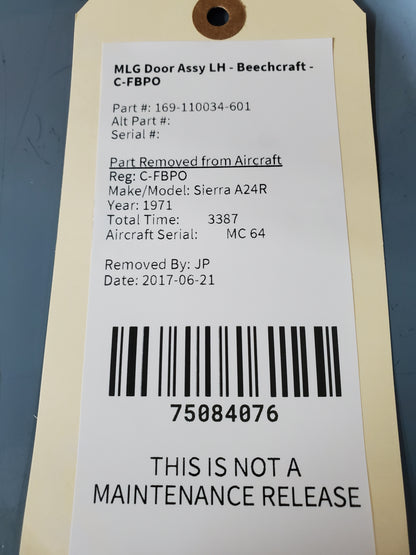 MLG Door Assy LH - Beechcraft -
C-FBPO
Part #: 169-110034-601
Alt Part #:
Serial #:
Part Removed from Aircraft
Reg: C-FBPO
Make/Model: Sierra A24R
Year: 1971
Total Time: 3387
Aircraft Serial: MC 64
Removed By: JP
Date: 2017-06-21
75084076
THIS IS NOT A
MAINTENANCE RELEASE